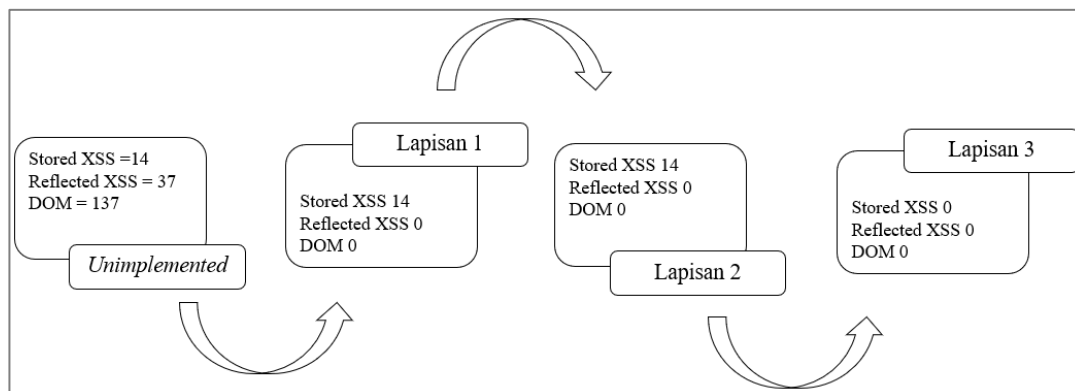 Stored XSS =14
Reflected XSS = 37
DOM = 137
Unimplemented
Lapisan 1
Stored XSS 14
Reflected XSS 0
DOM 0
Stored XSS 14
Reflected XSS 0
DOM 0
Lapisan 2
Lapisan 3
Stored XSS 0
Reflected XSS 0
DOM 0